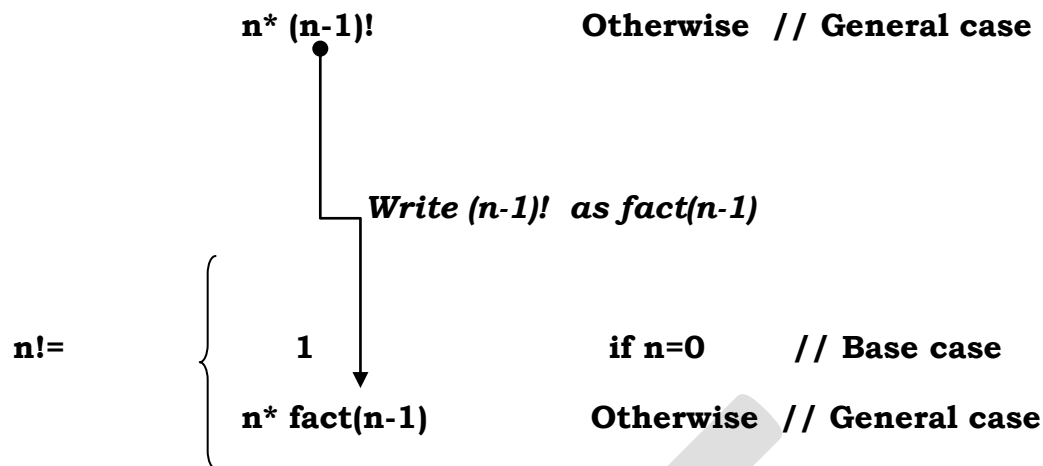 n* (n-1)! Otherwise // General case
Write (n-1)! as fact(n-1)
n!= 1 if n=0 // Base case
n* fact(n-1) Otherwise // General case